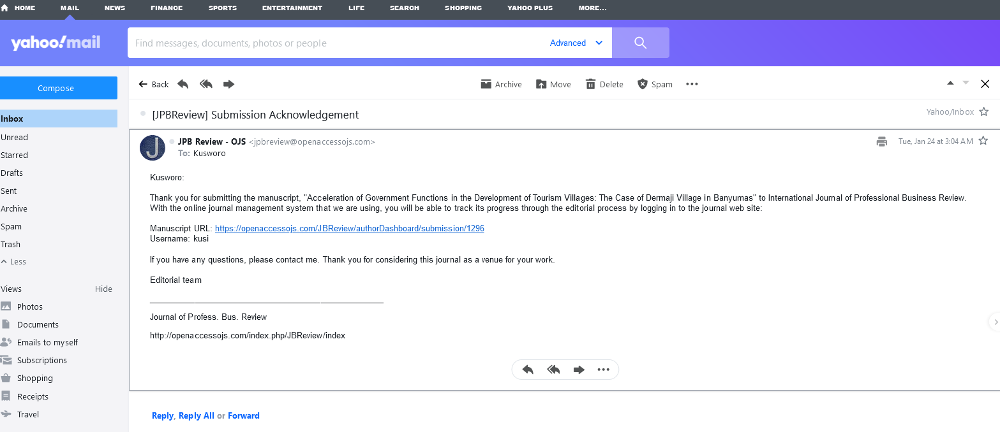 HOME MAIL NEWS FINANCE SPORTS ENTERTAINMENT LIFE SEARCH SHOPPING YAHOO PLUS MORE...
yahoo!mail
Find messages, documents, photos or people
Advanced
Compose
Inbox
Unread
Starred
Drafts
Sent
Archive
Spam
Trash
Less
Views Hide
Photos
Documents
Emails to myself
Subscriptions
Shopping
Receipts
Travel
Back Archive Move Delete Spam
[JPBReview] Submission Acknowledgement
Yahoo/Inbox
J
JPB Review - OJS <jpbreview@openaccessojs.com>
Tue, Jan 24 at 3:04 AM
To: Kusworo
Kusworo:
Thank you for submitting the manuscript, "Acceleration of Government Functions in the Development of Tourism Villages: The Case of Dermaji Village in Banyumas" to International Journal of Professional Business Review.
With the online journal management system that we are using, you will be able to track its progress through the editorial process by logging in to the journal web site:
Manuscript URL: https://openaccessojs.com/JBReview/authorDashboard/submission/1296
Username: kusi
If you have any questions, please contact me. Thank you for considering this journal as a venue for your work.
Editorial team
Journal of Profess. Bus. Review
http://openaccessojs.com/index.php/JBReview/index
Reply, Reply All or Forward